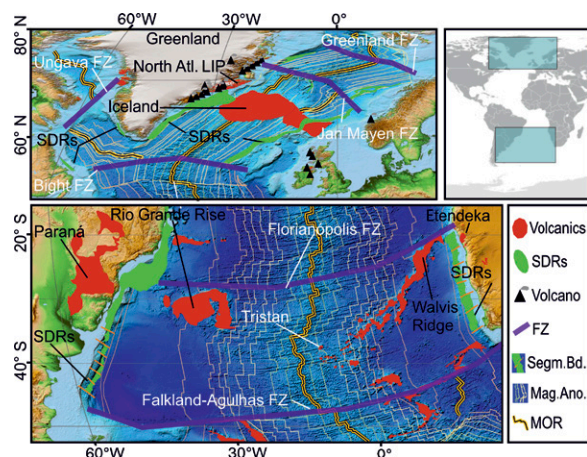 60°W
30°W
0°
80° N
60° N
Greenland
Greenland FZ
Ungava FZ
North Atl. LIP
Iceland
SDRs
SDRs
Jan Mayen FZ
Bight FZ
Rio Grande Rise
Etendeka
Paraná
Florianopolis FZ
SDRs
Walvis
Ridge
Tristan
SDRs
Falkland-Agulhas FZ
20°S
40° S
60°W
30°W
0°
Volcanics
SDRs
Volcano
FZ
Segm.Bd.
Mag.Ano.
MOR